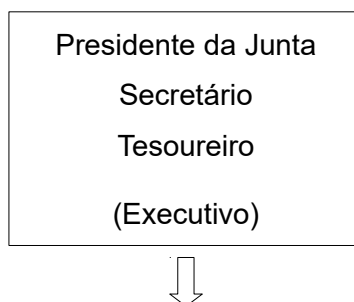 Presidente da Junta
Secretário
Tesoureiro
(Executivo)